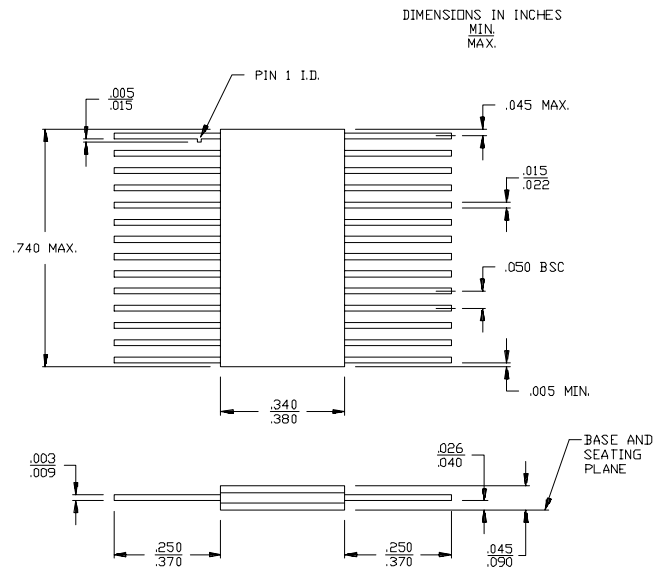 DIMENSIONS IN INCHES
MIN.
MAX.
PIN 1 I.D.
.005
.015
.045 MAX.
.015
.022
.740 MAX.
.050 BSC
.005 MIN.
.340
.380
BASE AND
SEATING
PLANE
.003
.009
.026
.040
.250
.370
.250
.370
.045
.090